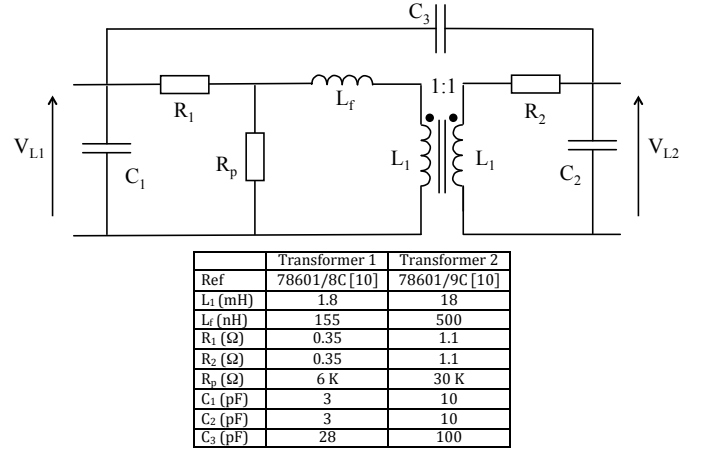 C3
1:1
R1
Lf
R2
VL1
C1
Rp
L1
L1
C2
VL2
Transformer 1 Transformer 2
Ref 78601/8C [10] 78601/9C [10]
L1 (mH) 1.8 18
Lf (nH) 155 500
R1 (Ω) 0.35 1.1
R2 (Ω) 0.35 1.1
Rp (Ω) 6 K 30 K
C1 (pF) 3 10
C2 (pF) 3 10
C3 (pF) 28 100